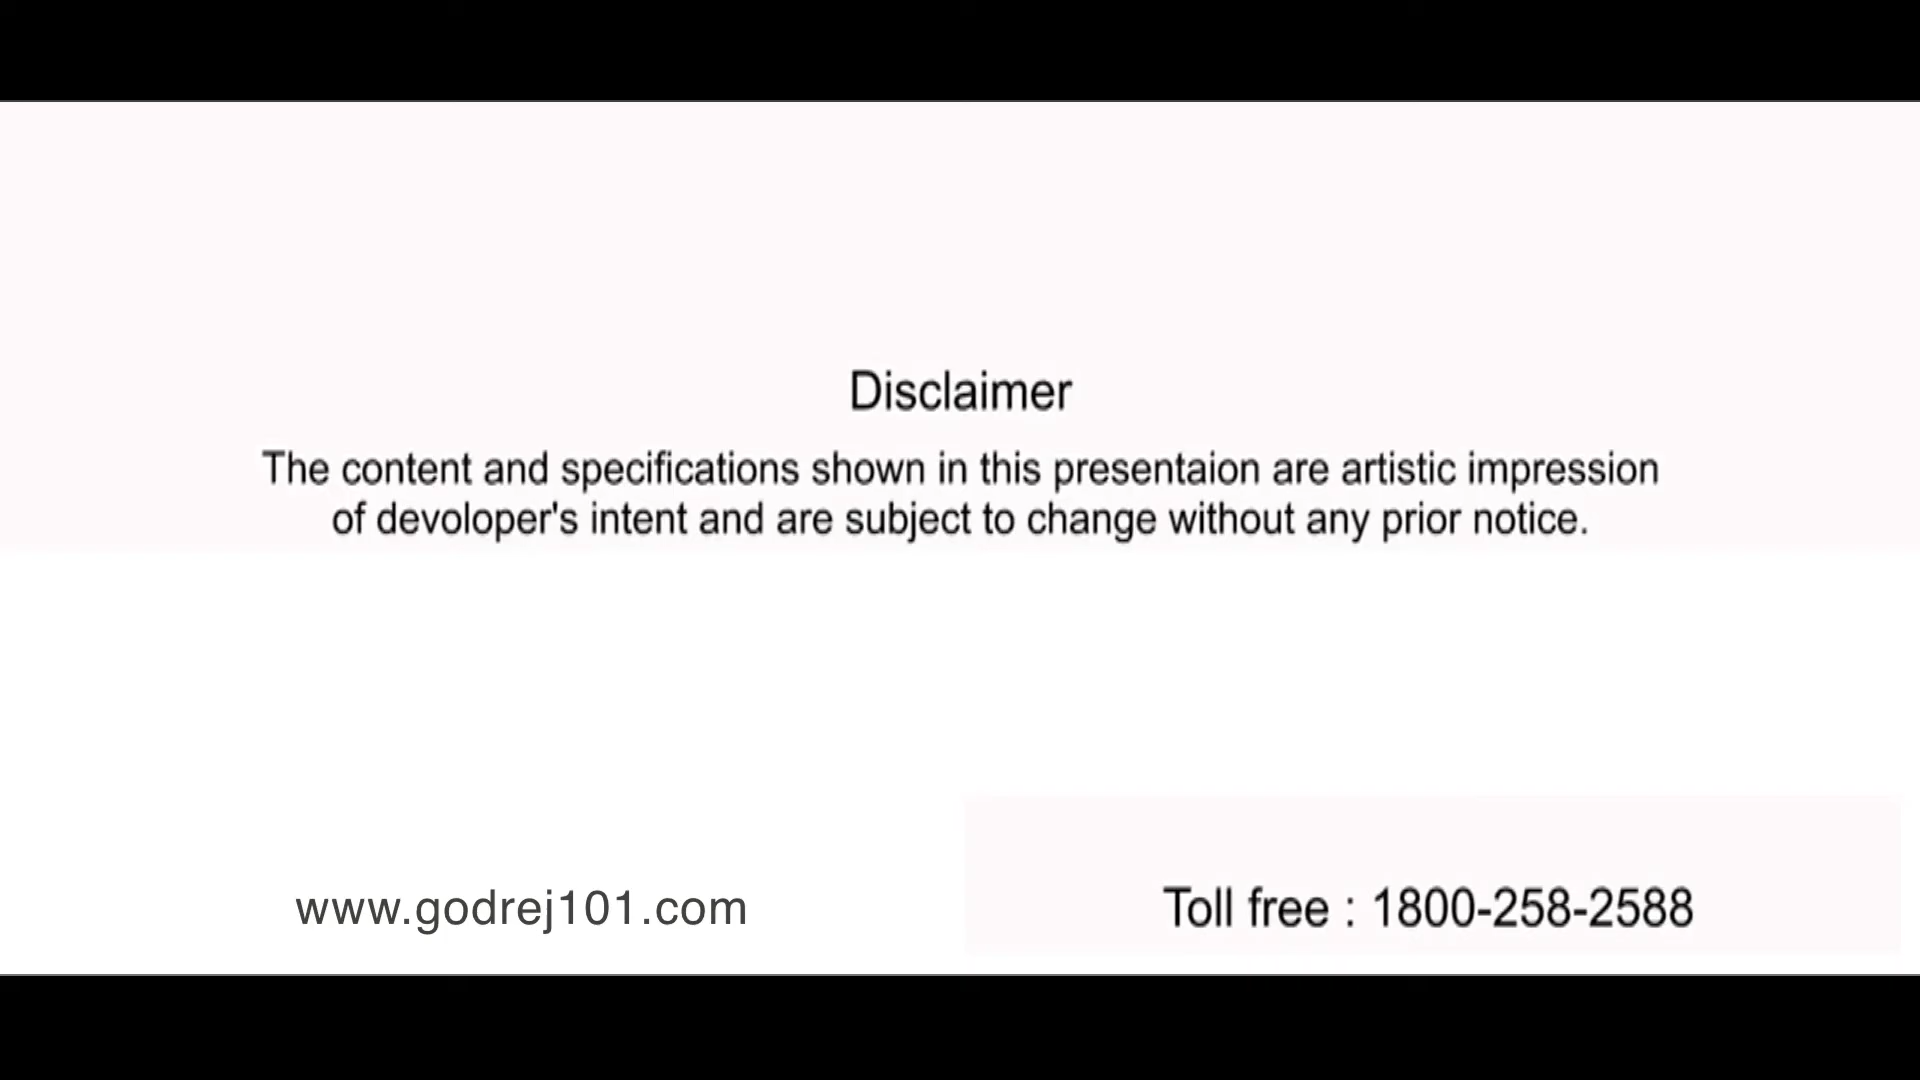 Disclaimer
The content and specifications shown in this presentaion are artistic impression
of devoloper's intent and are subject to change without any prior notice.
www.godrej101.com
Toll free : 1800-258-2588